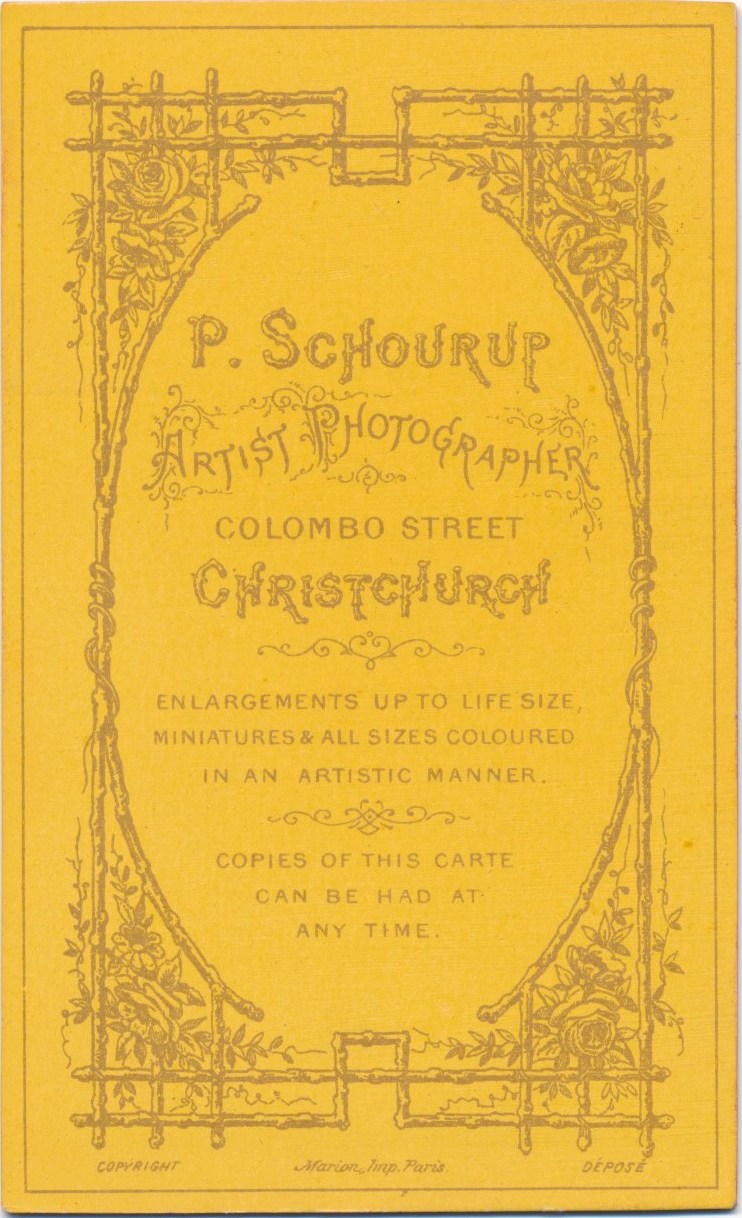 P. SCHOURUP
ARTIST PHOTOGRAPHER
COLOMBO STREET
CHRISTCHURCH
ENLARGEMENTS UP TO LIFE SIZE,
MINIATURES & ALL SIZES COLOURED
IN AN ARTISTIC MANNER.
COPIES OF THIS CARTE
CAN BE HAD AT
ANY TIME.
COPYRIGHT Marion, Imp. Paris. DÉPOSÉ